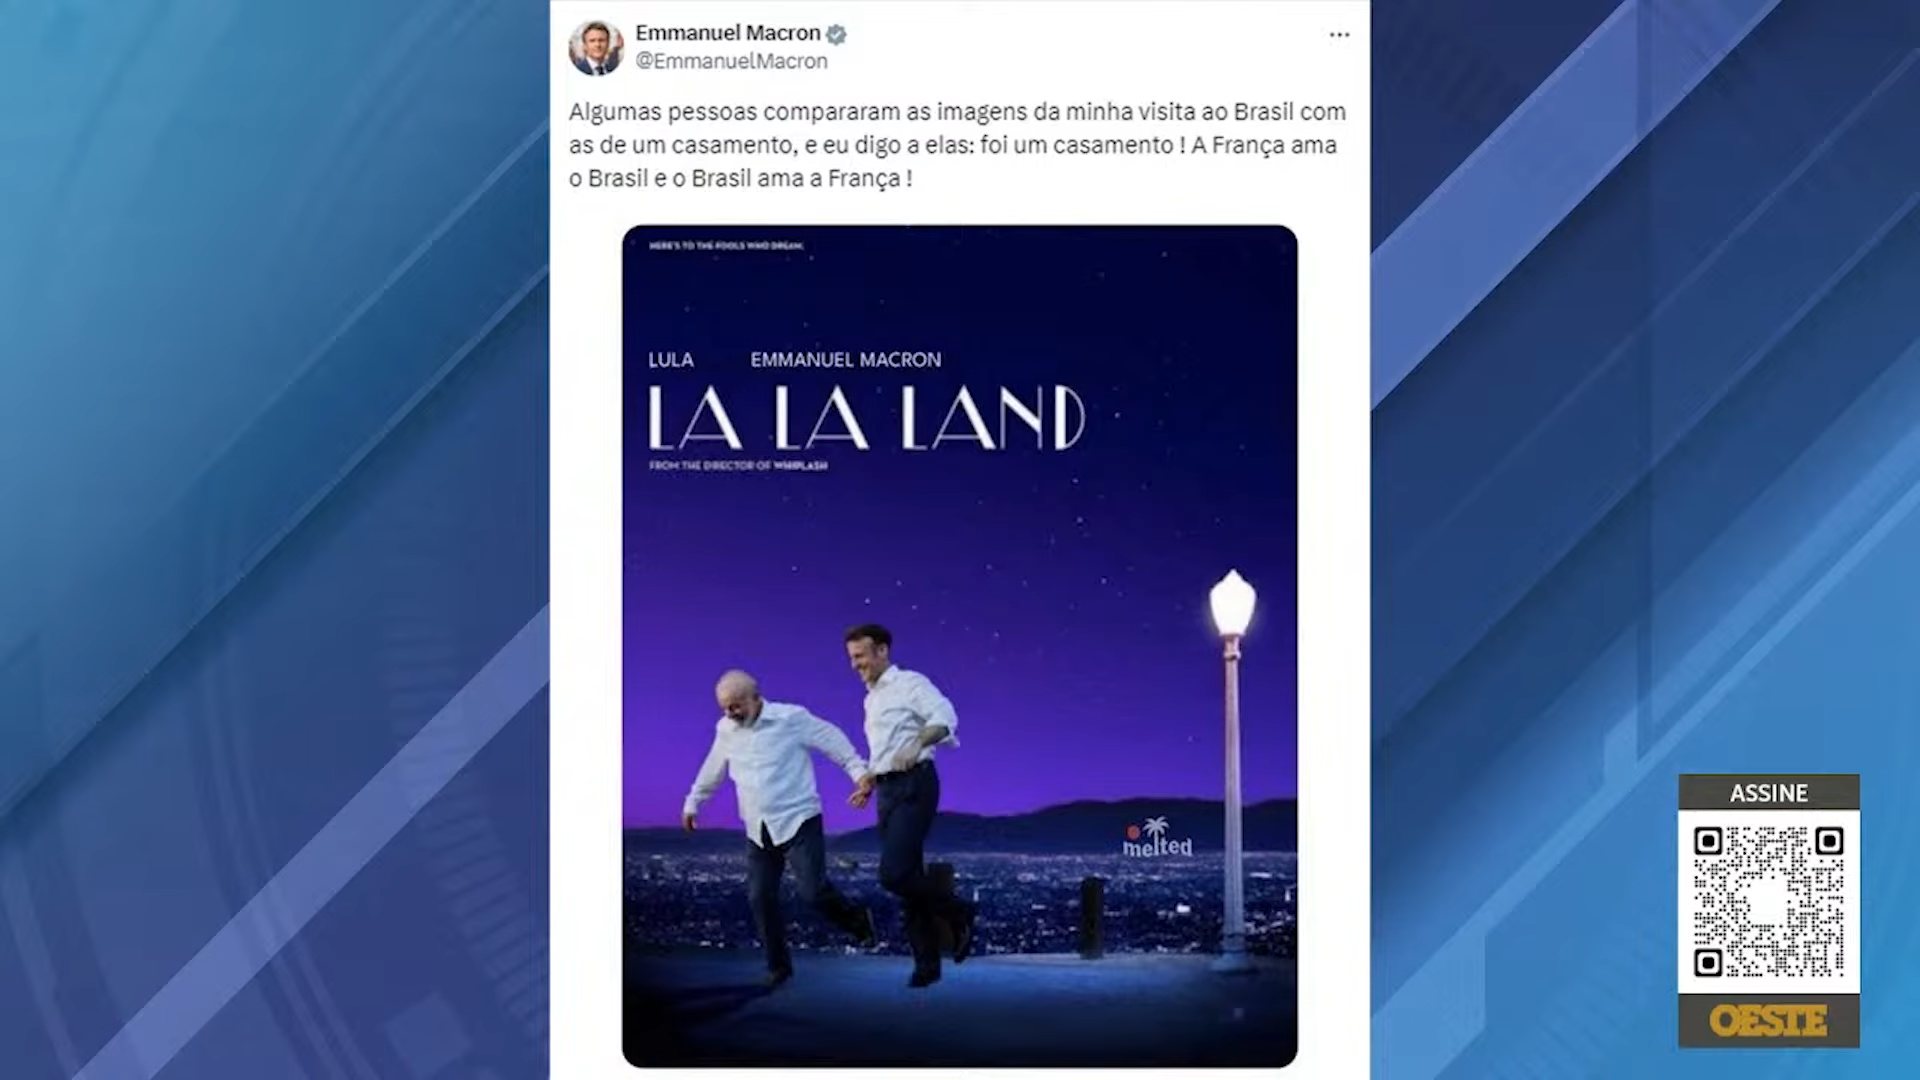 Emmanuel Macron
@EmmanuelMacron
Algumas pessoas compararam as imagens da minha visita ao Brasil com
as de um casamento, e eu digo a elas: foi um casamento ! A França ama
o Brasil e o Brasil ama a França !
HERE'S TO THE FOOLS WHO DREAM.
LULA EMMANUEL MACRON
LA LA LAND
FROM THE DIRECTOR OF WHIPLASH
melted
ASSINE
OESTE